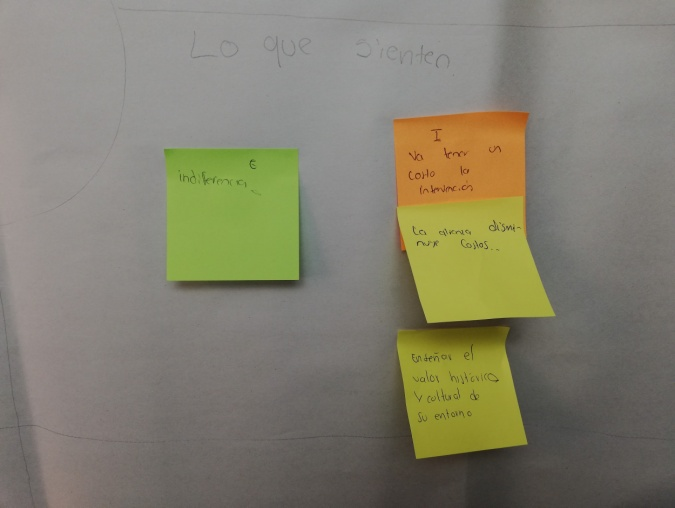 Lo que sienten
E
indiferencia
I
Va tener un
costo la
Intervención
La alianza dismi-
nuye Costos...
Enseñar el
valor histórico
y cultural de
su entorno